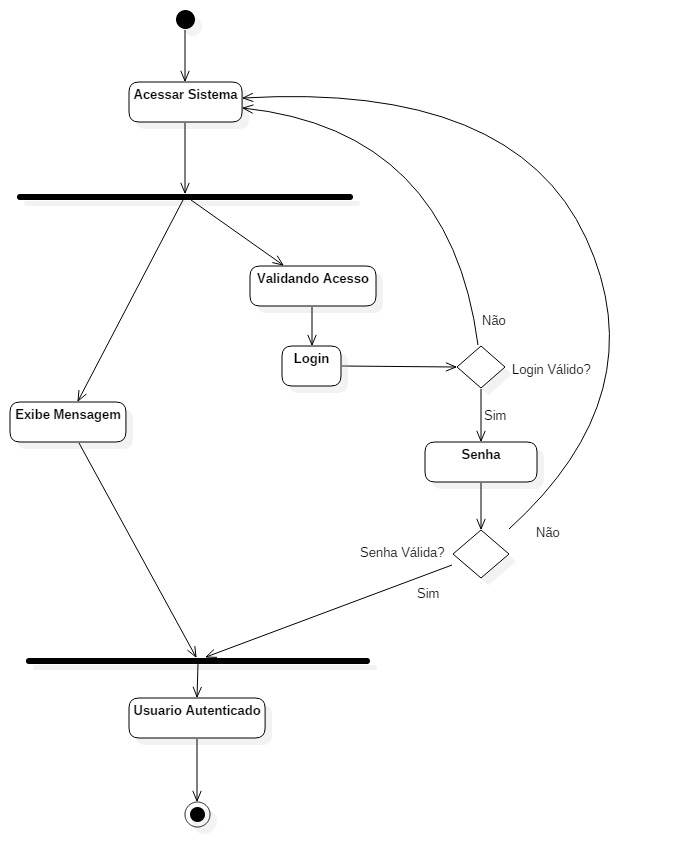 Acessar Sistema
Validando Acesso
Não
Login
Login Válido?
Exibe Mensagem
Sim
Senha
Não
Senha Válida?
Sim
Usuario Autenticado